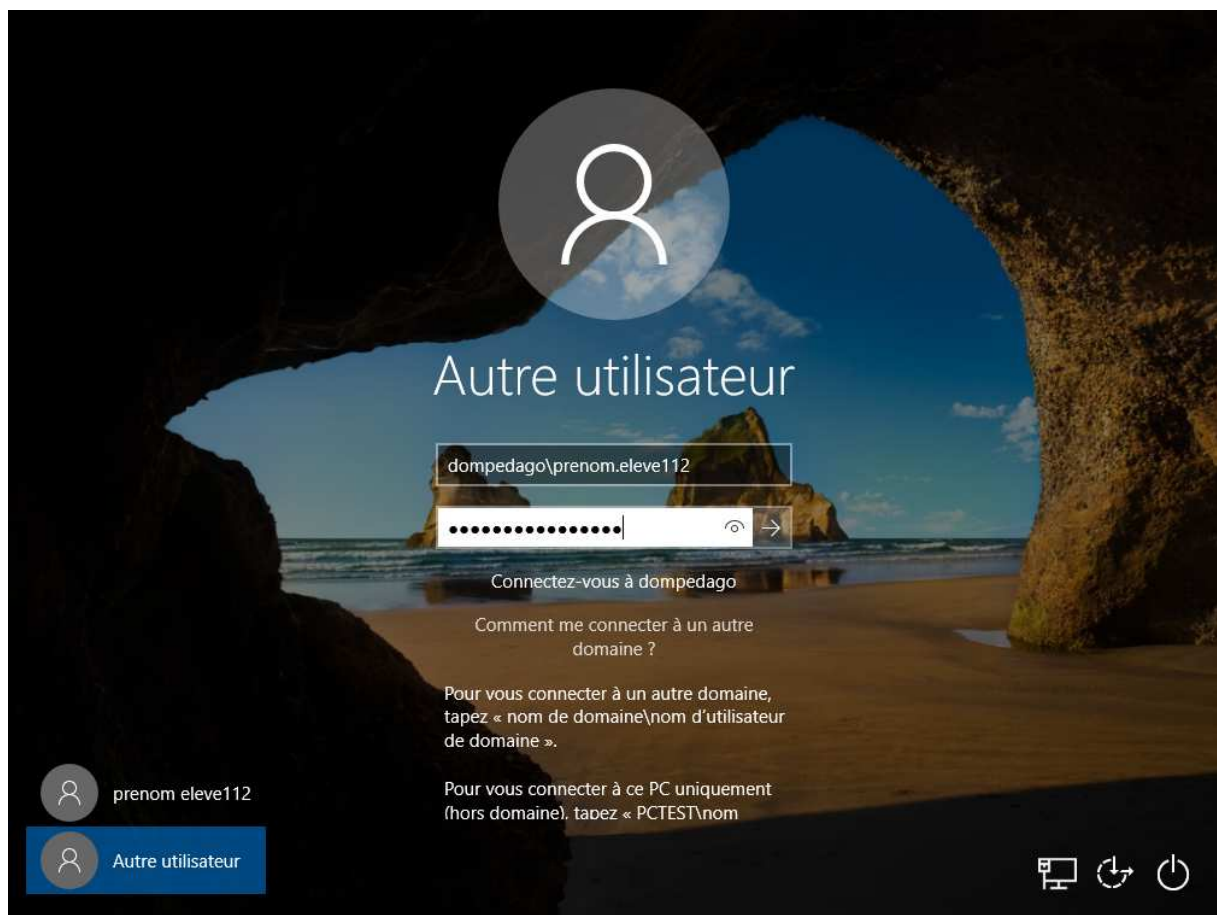 Autre utilisateur
dompedago\prenom.eleve112
Connectez-vous à dompedago
Comment me connecter à un autre
domaine ?
Pour vous connecter à un autre domaine,
tapez « nom de domaine\nom d'utilisateur
de domaine ».
Pour vous connecter à ce PC uniquement
(hors domaine), tapez « PCTEST\nom
prenom eleve112
Autre utilisateur